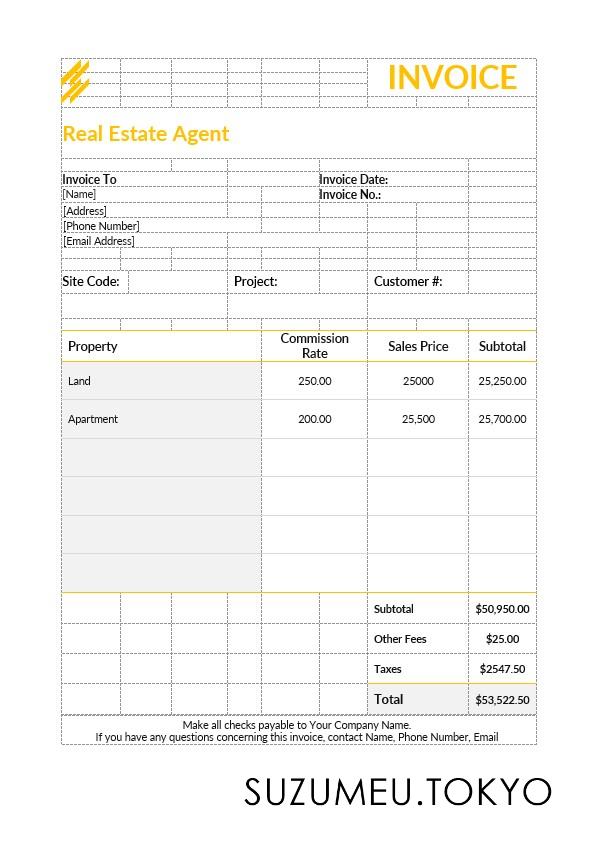 INVOICE
Real Estate Agent
Invoice To Invoice Date:
[Name] Invoice No.:
[Address]
[Phone Number]
[Email Address]
Site Code: Project: Customer #:
Property Commission Rate Sales Price Subtotal
Land 250.00 25000 25,250.00
Apartment 200.00 25,500 25,700.00
Subtotal $50,950.00
Other Fees $25.00
Taxes $2547.50
Total $53,522.50
Make all checks payable to Your Company Name.
If you have any questions concerning this invoice, contact Name, Phone Number, Email
SUZUMEU.TOKYO